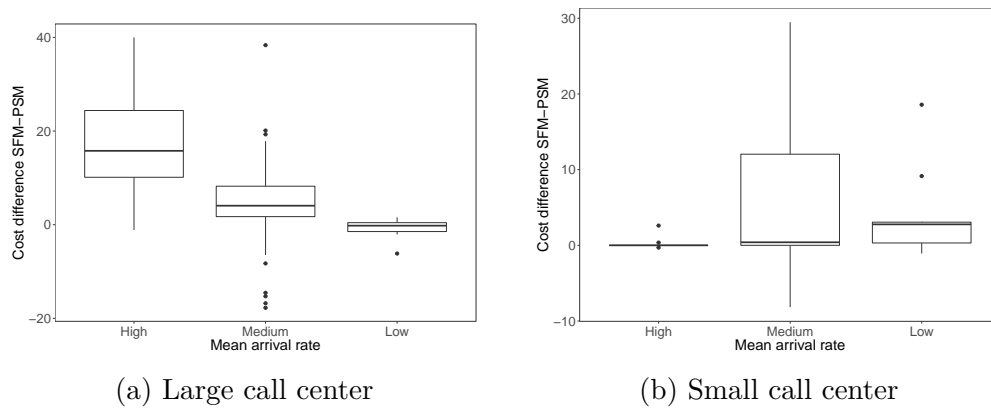 Cost difference SFM−PSM
40
20
0
−20
High
Medium
Low
Mean arrival rate
(a) Large call center
Cost difference SFM−PSM
30
20
10
0
−10
High
Medium
Low
Mean arrival rate
(b) Small call center